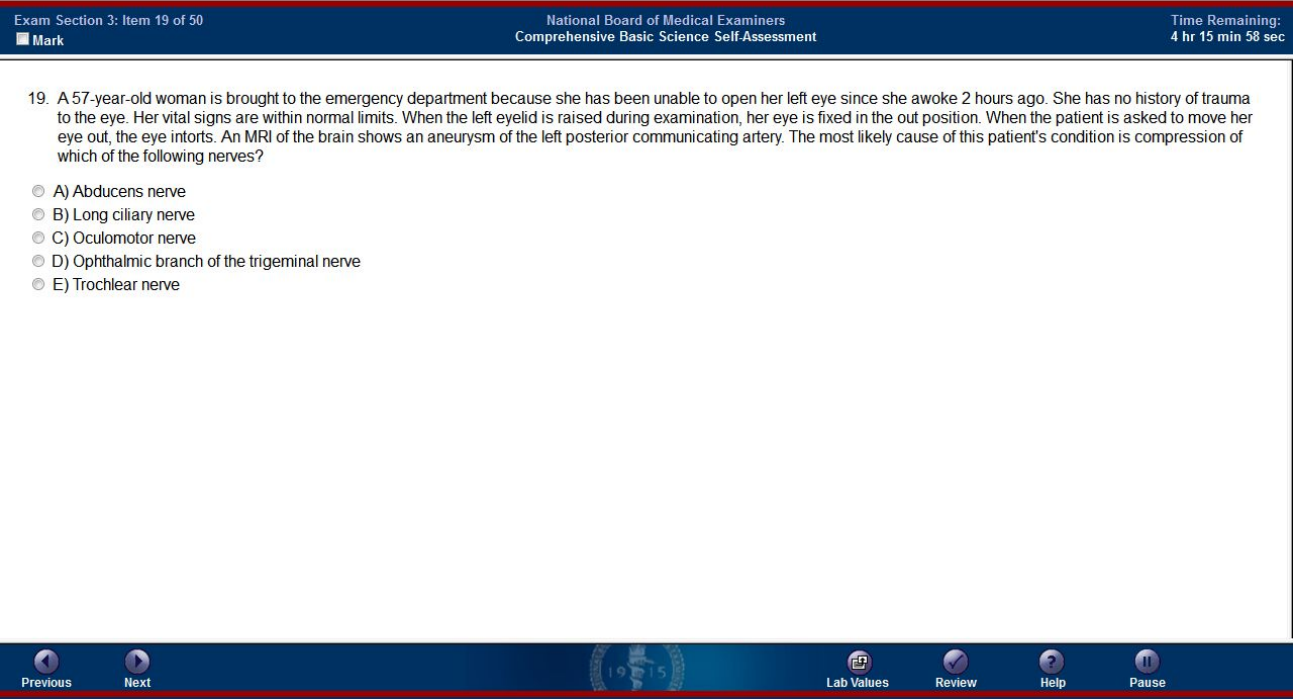 Exam Section 3: Item 19 of 50
National Board of Medical Examiners
Time Remaining:
Mark
Comprehensive Basic Science Self-Assessment
4 hr 15 min 58 sec
19. A 57-year-old woman is brought to the emergency department because she has been unable to open her left eye since she awoke 2 hours ago. She has no history of trauma
to the eye. Her vital signs are within normal limits. When the left eyelid is raised during examination, her eye is fixed in the out position. When the patient is asked to move her
eye out, the eye intorts. An MRI of the brain shows an aneurysm of the left posterior communicating artery. The most likely cause of this patient's condition is compression of
which of the following nerves?
A) Abducens nerve
B) Long ciliary nerve
C) Oculomotor nerve
D) Ophthalmic branch of the trigeminal nerve
E) Trochlear nerve
1915
Previous
Next
Lab Values
Review
Help
Pause